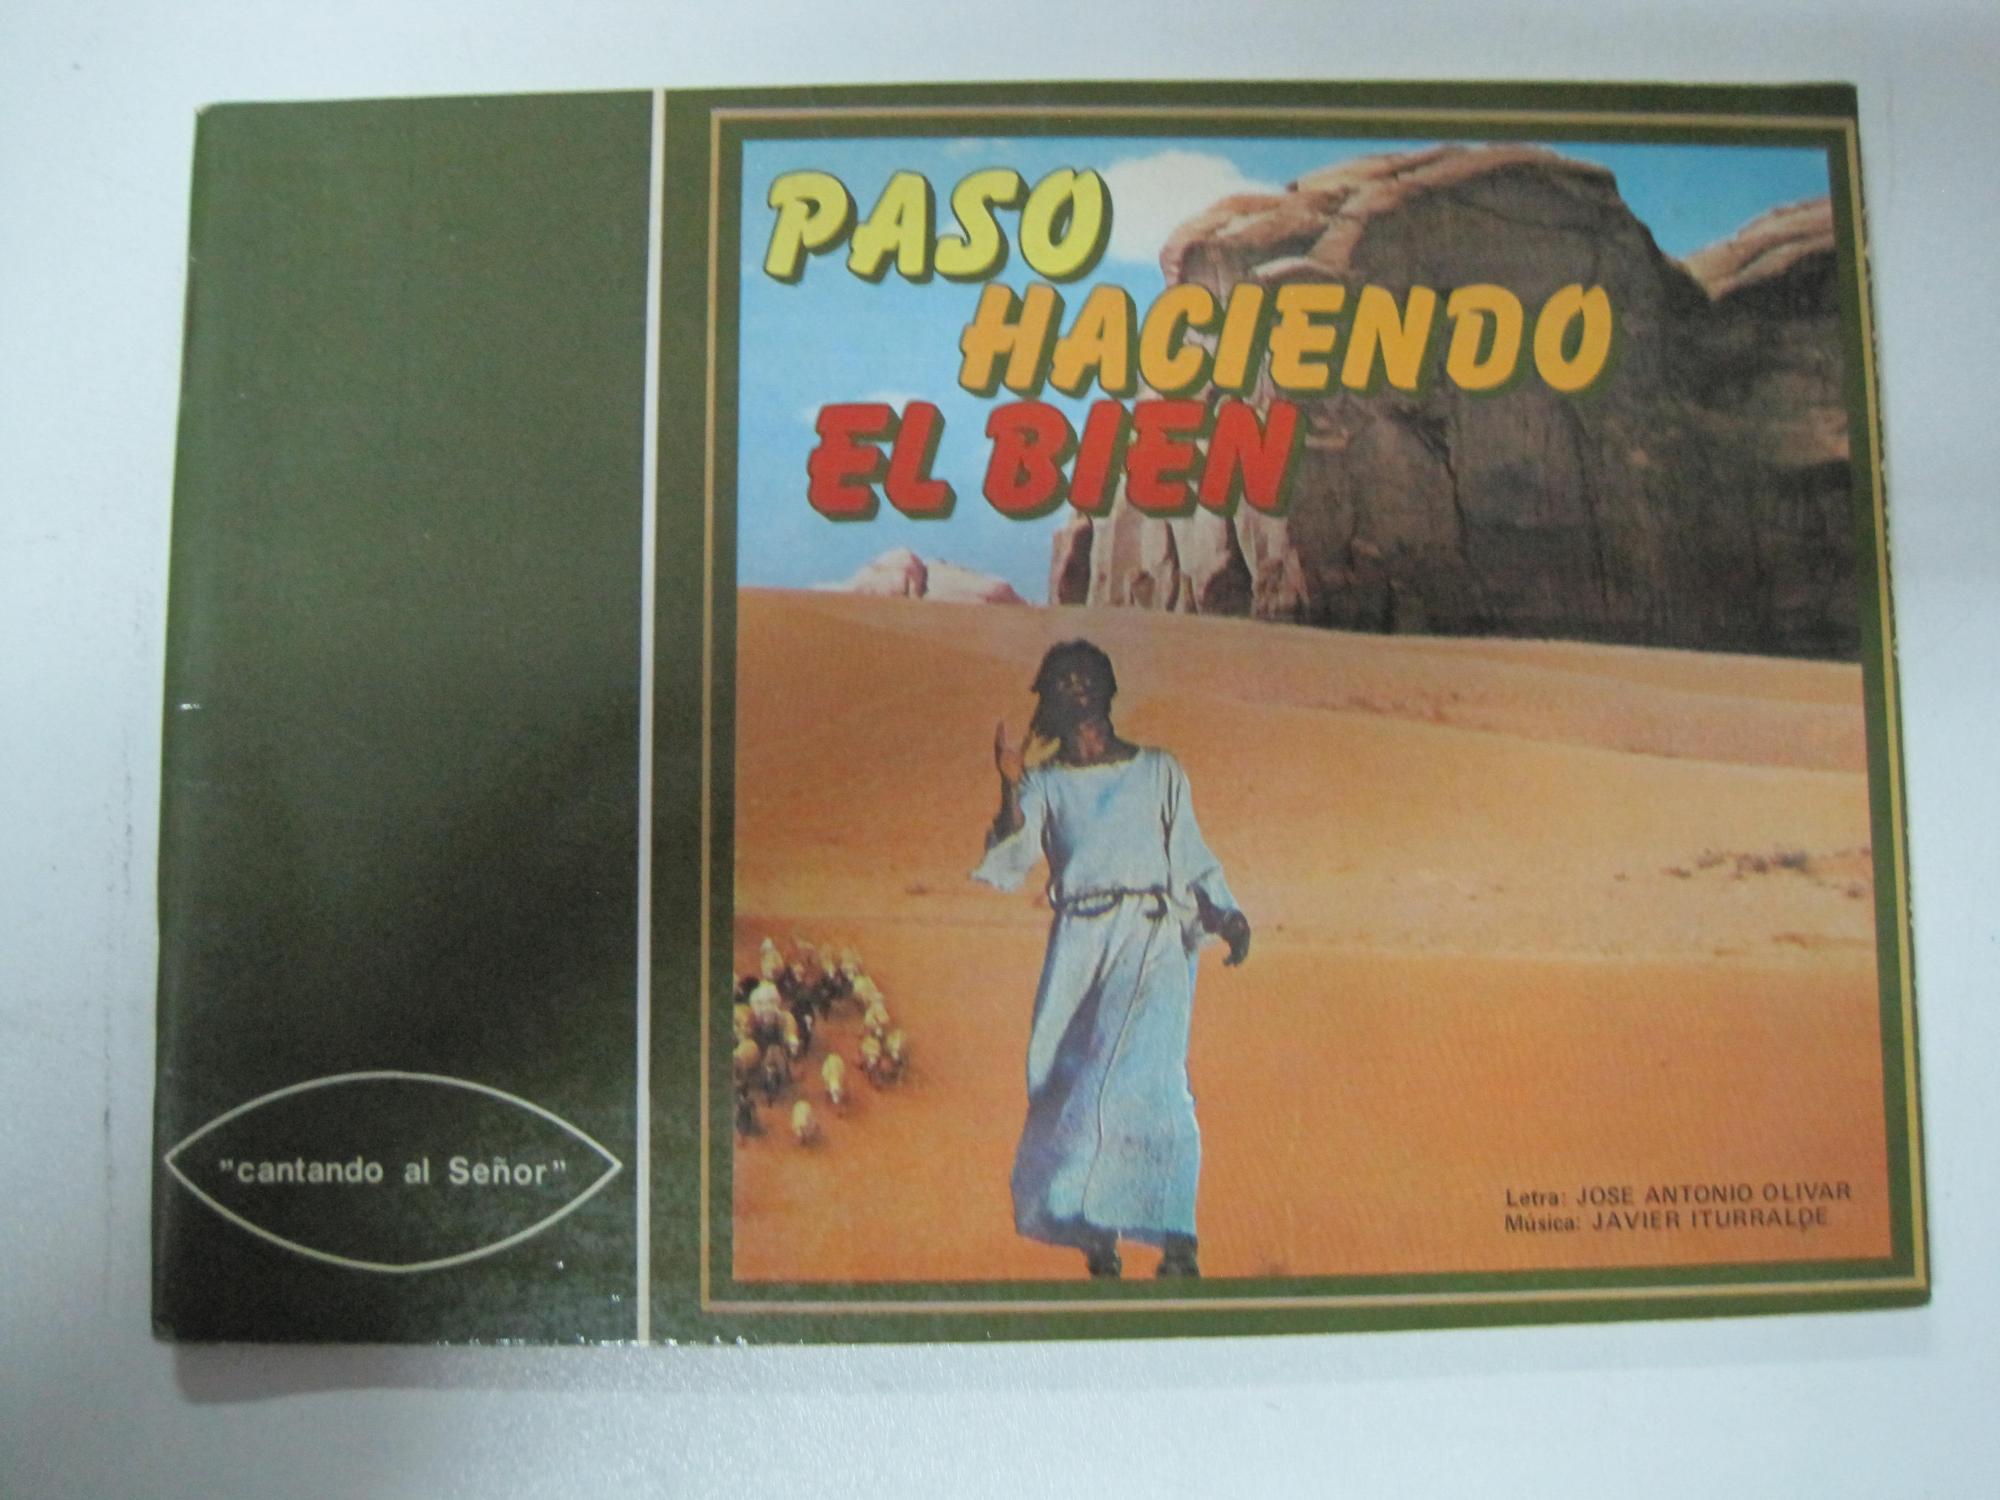 PASO
HACIENDO
EL BIEN
"cantando al Señor"
Letra: JOSE ANTONIO OLIVAR
Música: JAVIER ITURRALDE